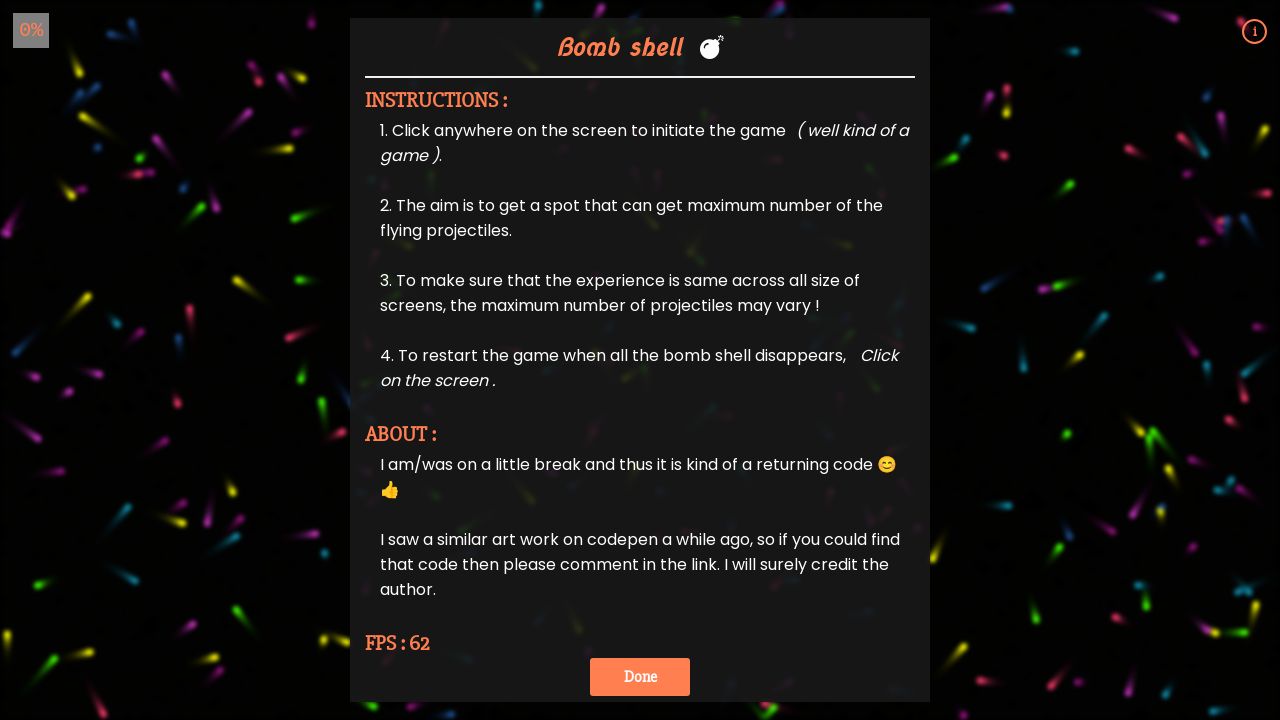 0%
i
Bomb shell 💣
INSTRUCTIONS :
1. Click anywhere on the screen to initiate the game ( well kind of a
game ).
2. The aim is to get a spot that can get maximum number of the
flying projectiles.
3. To make sure that the experience is same across all size of
screens, the maximum number of projectiles may vary !
4. To restart the game when all the bomb shell disappears, Click
on the screen .
ABOUT :
I am/was on a little break and thus it is kind of a returning code 😊
👍
I saw a similar art work on codepen a while ago, so if you could find
that code then please comment in the link. I will surely credit the
author.
FPS : 62
Done